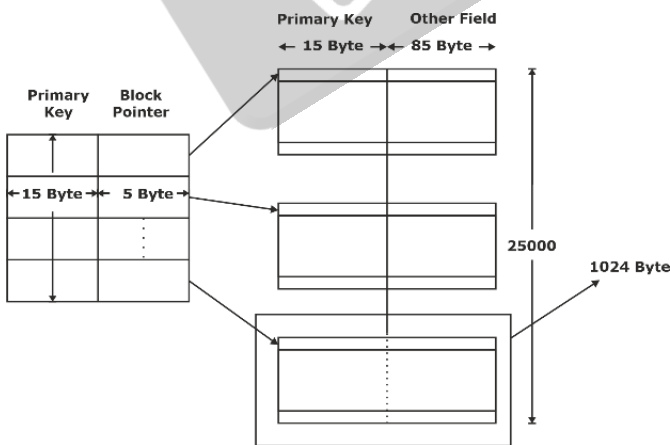 Primary Key Other Field
15 Byte 85 Byte
Primary Key
Block Pointer
15 Byte 5 Byte
25000
1024 Byte